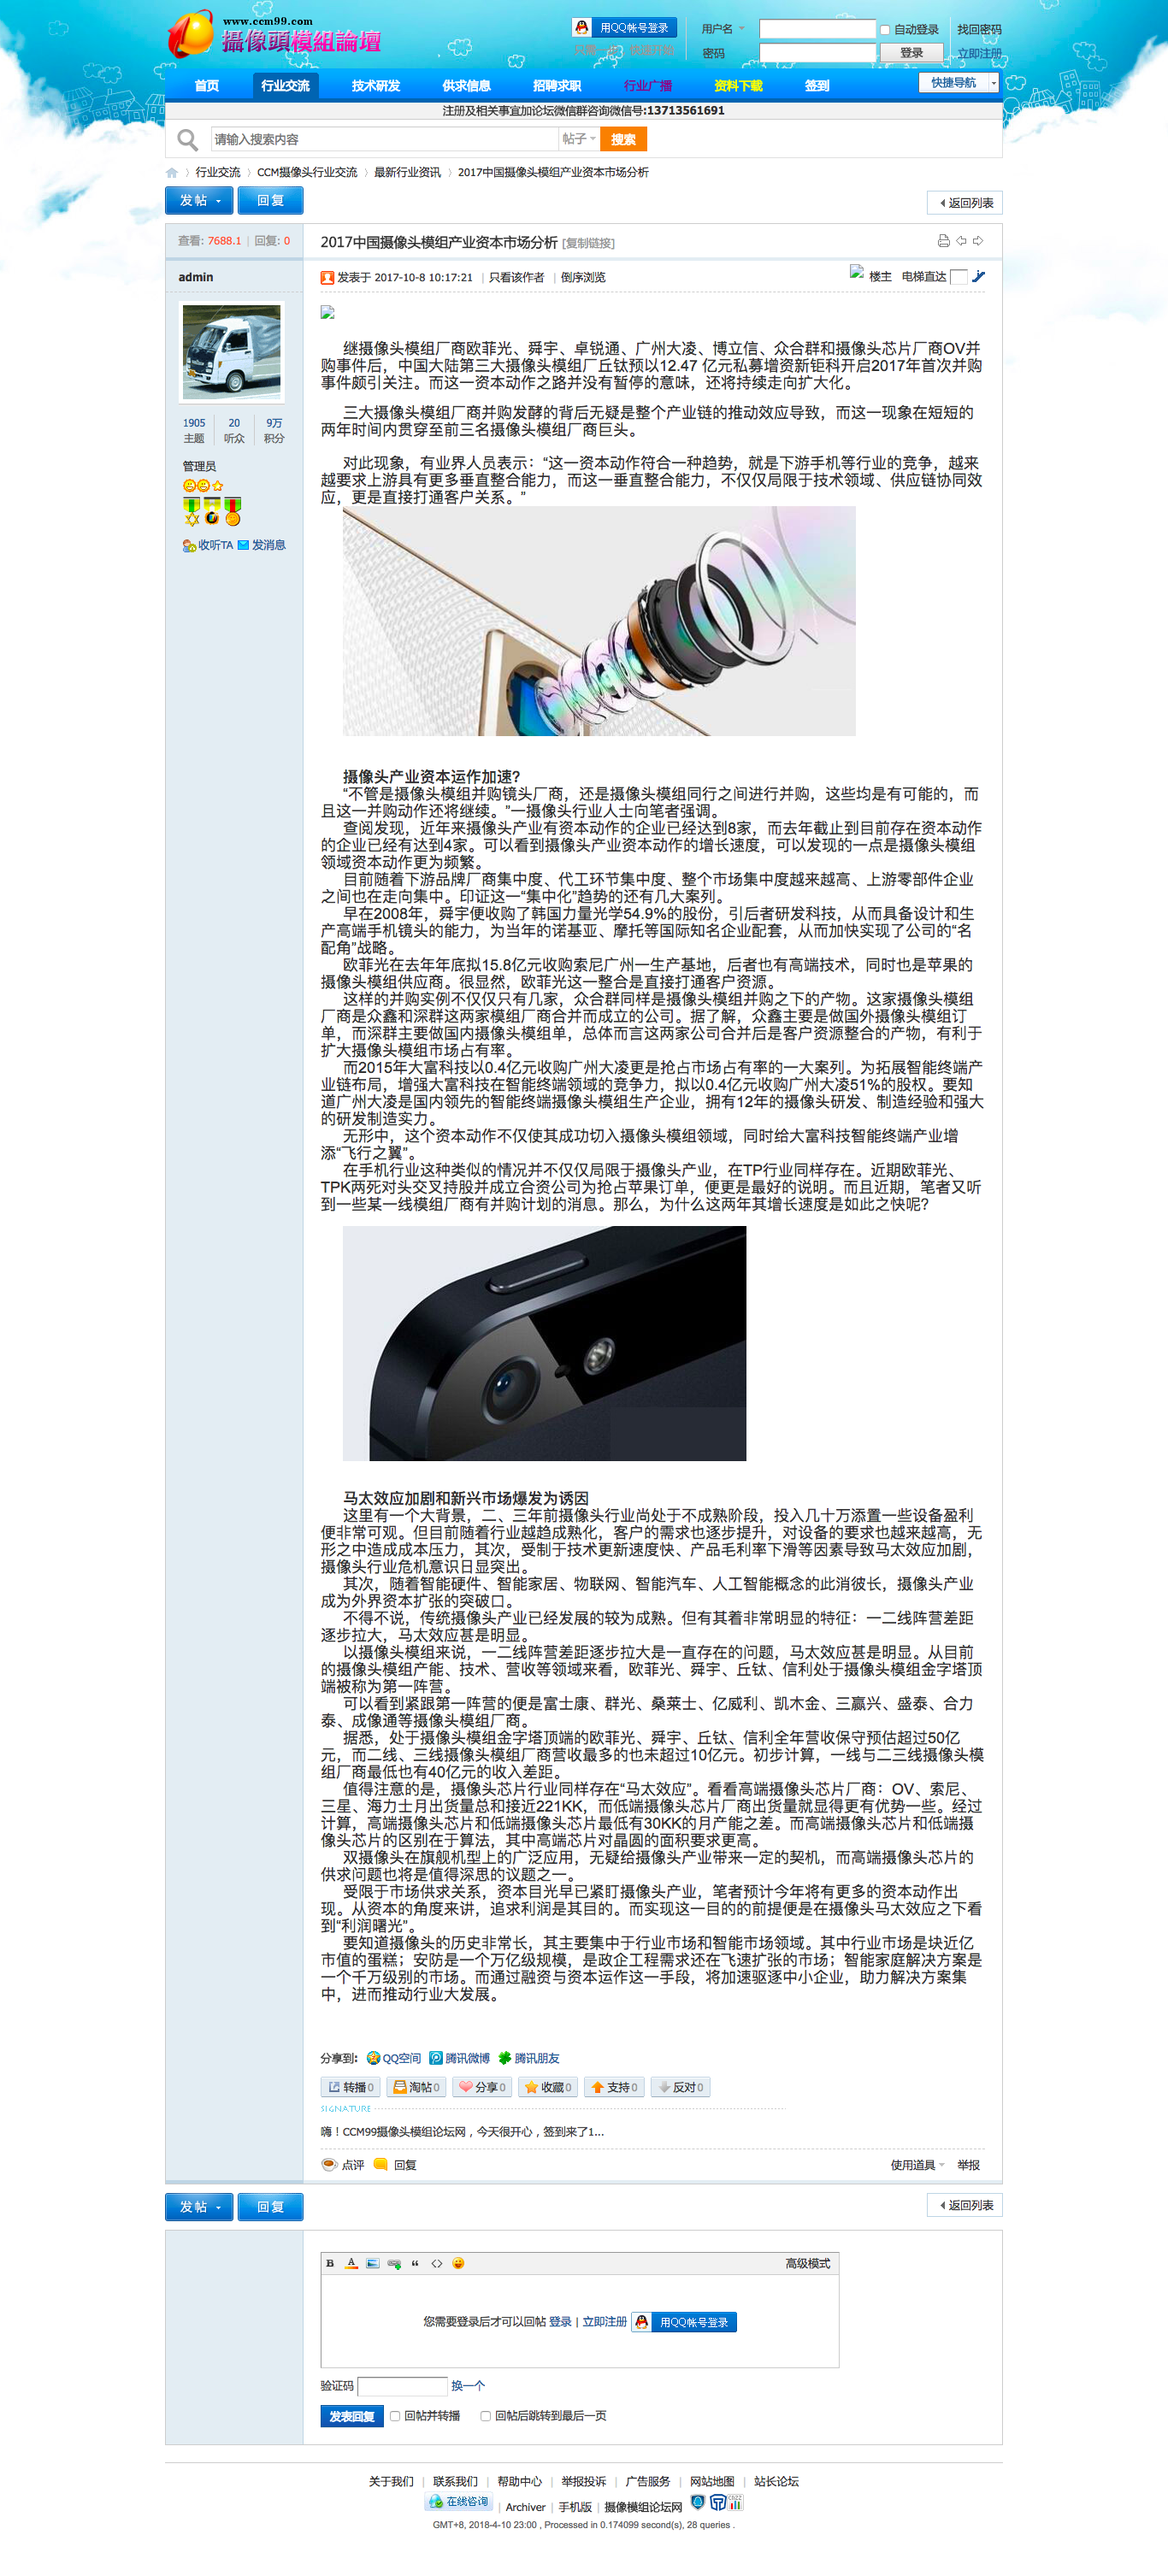 www.ccm99.com
攝像頭模組論壇
用QQ帐号登录
用户名
自动登录
找回密码
密码
登录
立即注册
首页
行业交流
技术研发
供求信息
招聘求职
行业广播
资料下载
签到
快捷导航
注册及相关事宜加论坛微信群咨询微信号:13713561691
请输入搜索内容
帖子
搜索
行业交流
CCM摄像头行业交流
最新行业资讯
2017中国摄像头模组产业资本市场分析
发帖
回复
返回列表
查看: 7688.1 | 回复: 0
2017中国摄像头模组产业资本市场分析 [复制链接]
admin
发表于 2017-10-8 10:17:21 | 只看该作者 | 倒序浏览
楼主
电梯直达
继摄像头模组厂商欧菲光、舜宇、卓锐通、广州大凌、博立信、众合群和摄像头芯片厂商OV并
购事件后，中国大陆第三大摄像头模组厂丘钛预以12.47 亿元私募增资新钜科开启2017年首次并购
事件颇引关注。而这一资本动作之路并没有暂停的意味，还将持续走向扩大化。
三大摄像头模组厂商并购发酵的背后无疑是整个产业链的推动效应导致，而这一现象在短短的
两年时间内贯穿至前三名摄像头模组厂商巨头。
对此现象，有业界人员表示：“这一资本动作符合一种趋势，就是下游手机等行业的竞争，越来
越要求上游具有更多垂直整合能力，而这一垂直整合能力，不仅仅局限于技术领域、供应链协同效
应，更是直接打通客户关系。”
1905
20
9万
主题
听众
积分
管理员
收听TA
发消息
摄像头产业资本运作加速?
“不管是摄像头模组并购镜头厂商，还是摄像头模组同行之间进行并购，这些均是有可能的，而
且这一并购动作还将继续。”一摄像头行业人士向笔者强调。
查阅发现，近年来摄像头产业有资本动作的企业已经达到8家，而去年截止到目前存在资本动作
的企业已经有达到4家。可以看到摄像头产业资本动作的增长速度，可以发现的一点是摄像头模组
领域资本动作更为频繁。
目前随着下游品牌厂商集中度、代工环节集中度、整个市场集中度越来越高、上游零部件企业
之间也在走向集中。印证这一“集中化”趋势的还有几大案列。
早在2008年，舜宇便收购了韩国力量光学54.9%的股份，引后者研发科技，从而具备设计和生
产高端手机镜头的能力，为当年的诺基亚、摩托等国际知名企业配套，从而加快实现了公司的“名
配角”战略。
欧菲光在去年年底拟15.8亿元收购索尼广州一生产基地，后者也有高端技术，同时也是苹果的
摄像头模组供应商。很显然，欧菲光这一整合是直接打通客户资源。
这样的并购实例不仅仅只有几家，众合群同样是摄像头模组并购之下的产物。这家摄像头模组
厂商是众鑫和深群这两家模组厂商合并而成立的公司。据了解，众鑫主要是做国外摄像头模组订
单，而深群主要做国内摄像头模组单，总体而言这两家公司合并后是客户资源整合的产物，有利于
扩大摄像头模组市场占有率。
而2015年大富科技以0.4亿元收购广州大凌更是抢占市场占有率的一大案列。为拓展智能终端产
业链布局，增强大富科技在智能终端领域的竞争力，拟以0.4亿元收购广州大凌51%的股权。要知
道广州大凌是国内领先的智能终端摄像头模组生产企业，拥有12年的摄像头研发、制造经验和强大
的研发制造实力。
无形中，这个资本动作不仅使其成功切入摄像头模组领域，同时给大富科技智能终端产业增
添“飞行之翼”。
在手机行业这种类似的情况并不仅仅局限于摄像头产业，在TP行业同样存在。近期欧菲光、
TPK两死对头交叉持股并成立合资公司为抢占苹果订单，便更是最好的说明。而且近期，笔者又听
到一些某一线模组厂商有并购计划的消息。那么，为什么这两年其增长速度是如此之快呢?
马太效应加剧和新兴市场爆发为诱因
这里有一个大背景，二、三年前摄像头行业尚处于不成熟阶段，投入几十万添置一些设备盈利
便非常可观。但目前随着行业越趋成熟化，客户的需求也逐步提升，对设备的要求也越来越高，无
形之中造成成本压力，其次，受制于技术更新速度快、产品毛利率下滑等因素导致马太效应加剧，
摄像头行业危机意识日显突出。
其次，随着智能硬件、智能家居、物联网、智能汽车、人工智能概念的此消彼长，摄像头产业
成为外界资本扩张的突破口。
不得不说，传统摄像头产业已经发展的较为成熟。但有其着非常明显的特征：一二线阵营差距
逐步拉大，马太效应甚是明显。
以摄像头模组来说，一二线阵营差距逐步拉大是一直存在的问题，马太效应甚是明显。从目前
的摄像头模组产能、技术、营收等领域来看，欧菲光、舜宇、丘钛、信利处于摄像头模组金字塔顶
端被称为第一阵营。
可以看到紧跟第一阵营的便是富士康、群光、桑莱士、亿威利、凯木金、三赢兴、盛泰、合力
泰、成像通等摄像头模组厂商。
据悉，处于摄像头模组金字塔顶端的欧菲光、舜宇、丘钛、信利全年营收保守预估超过50亿
元，而二线、三线摄像头模组厂商营收最多的也未超过10亿元。初步计算，一线与二三线摄像头模
组厂商最低也有40亿元的收入差距。
值得注意的是，摄像头芯片行业同样存在“马太效应”。看看高端摄像头芯片厂商：OV、索尼、
三星、海力士月出货量总和接近221KK，而低端摄像头芯片厂商出货量就显得更有优势一些。经过
计算，高端摄像头芯片和低端摄像头芯片最低有30KK的月产能之差。而高端摄像头芯片和低端摄
像头芯片的区别在于算法，其中高端芯片对晶圆的面积要求更高。
双摄像头在旗舰机型上的广泛应用，无疑给摄像头产业带来一定的契机，而高端摄像头芯片的
供求问题也将是值得深思的议题之一。
受限于市场供求关系，资本目光早已紧盯摄像头产业，笔者预计今年将有更多的资本动作出
现。从资本的角度来讲，追求利润是其目的。而实现这一目的的前提便是在摄像头马太效应之下看
到“利润曙光”。
要知道摄像头的历史非常长，其主要集中于行业市场和智能市场领域。其中行业市场是块近亿
市值的蛋糕；安防是一个万亿级规模，是政企工程需求还在飞速扩张的市场；智能家庭解决方案是
一个千万级别的市场。而通过融资与资本运作这一手段，将加速驱逐中小企业，助力解决方案集
中，进而推动行业大发展。
分享到: QQ空间 腾讯微博 腾讯朋友
转播0 淘帖0 分享0 收藏0 支持0 反对0
SIGNATURE
嗨！CCM99摄像头模组论坛网，今天很开心，签到来了1...
点评 回复
使用道具 举报
发帖
回复
返回列表
B A “ <>
高级模式
您需要登录后才可以回帖 登录 | 立即注册 用QQ帐号登录
验证码 换一个
发表回复 回帖并转播 回帖后跳转到最后一页
关于我们 | 联系我们 | 帮助中心 | 举报投诉 | 广告服务 | 网站地图 | 站长论坛
在线咨询 | Archiver | 手机版 | 摄像模组论坛网
GMT+8, 2018-4-10 23:00 , Processed in 0.174099 second(s), 28 queries .